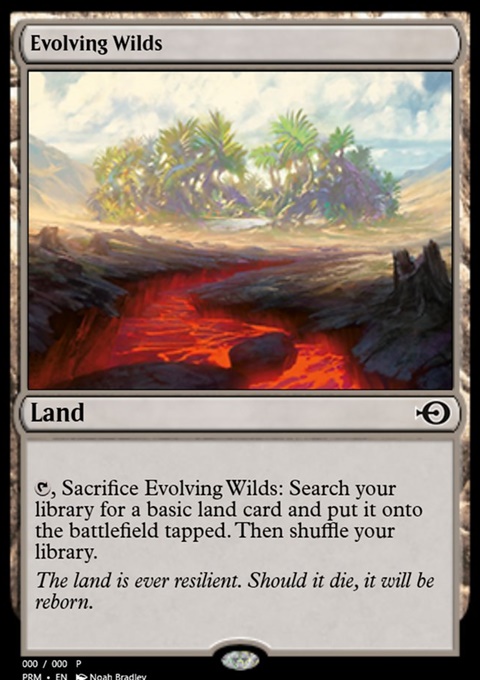 Evolving Wilds
Land
, Sacrifice Evolving Wilds: Search your
library for a basic land card and put it onto
the battlefield tapped. Then shuffle your
library.
The land is ever resilient. Should it die, it will be
reborn.
000 / 000 P
PRM • EN Noah Bradley